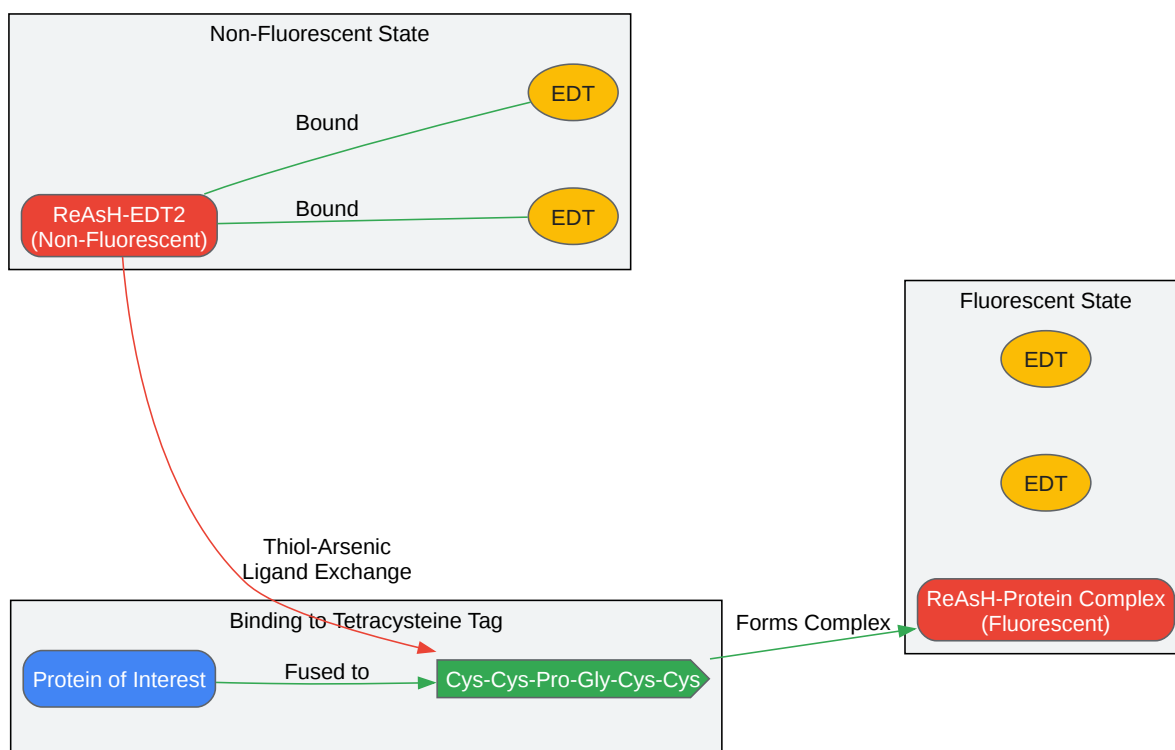 Non-Fluorescent State
EDT
Bound
Bound
EDT
ReAsH-EDT2
(Non-Fluorescent)
Fluorescent State
EDT
EDT
Thiol-Arsenic
Ligand Exchange
ReAsH-Protein Complex
(Fluorescent)
Binding to Tetracysteine Tag
Forms Complex
Protein of Interest
Fused to
Cys-Cys-Pro-Gly-Cys-Cys